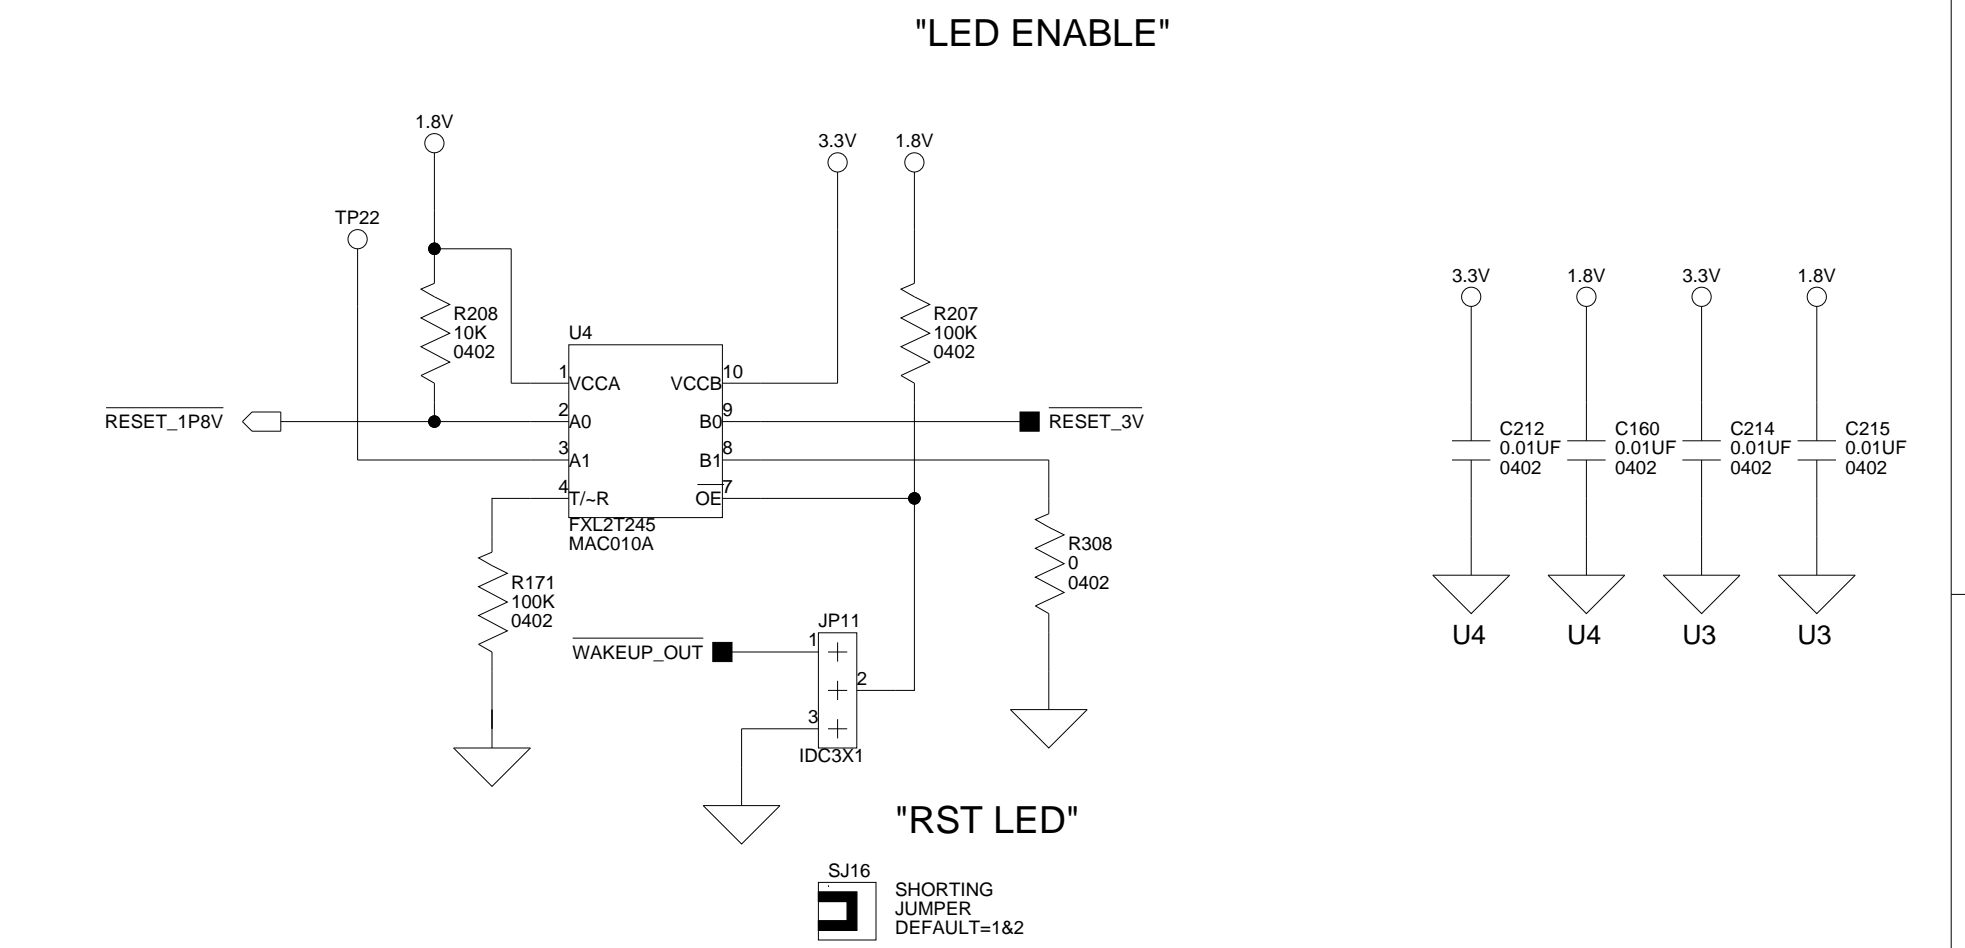 "LED ENABLE"
1.8V
3.3V
1.8V
TP22
3.3V
1.8V
3.3V
1.8V
R208
10K
0402
R207
100K
0402
U4
1
VCCA
VCCB
10
RESET_1P8V
2
A0
B0
9
RESET_3V
3
A1
B1
8
4
T/~R
OE
7
FXL2T245
MAC010A
C212
0.01UF
0402
C160
0.01UF
0402
C214
0.01UF
0402
C215
0.01UF
0402
R171
100K
0402
R308
0
0402
U4
U4
U3
U3
JP11
WAKEUP_OUT
1
2
3
IDC3X1
"RST LED"
SJ16
SHORTING
JUMPER
DEFAULT=1&2